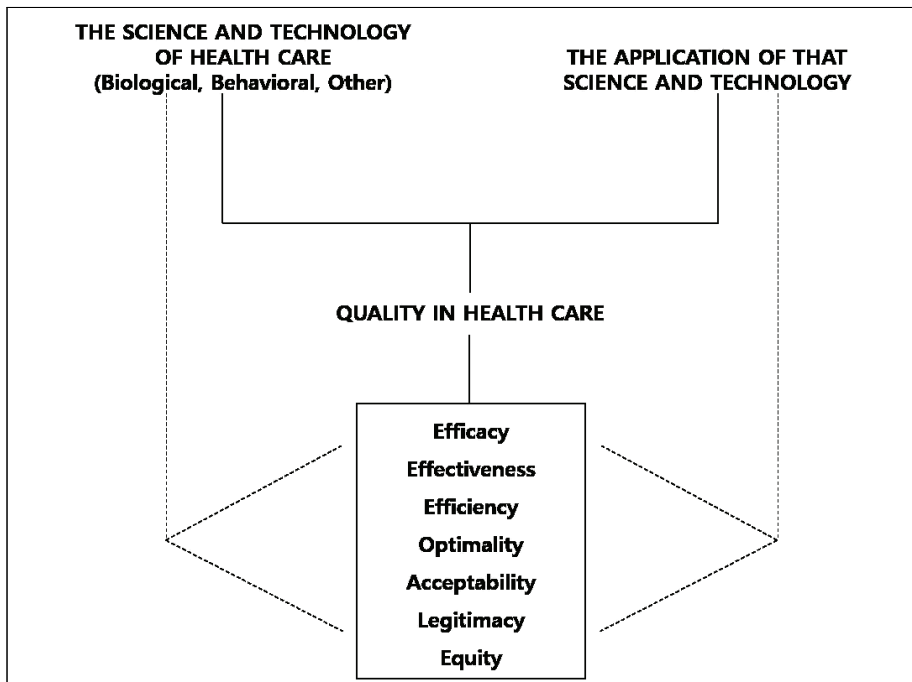 THE SCIENCE AND TECHNOLOGY
OF HEALTH CARE
(Biological, Behavioral, Other)
THE APPLICATION OF THAT
SCIENCE AND TECHNOLOGY
QUALITY IN HEALTH CARE
Efficacy
Effectiveness
Efficiency
Optimality
Acceptability
Legitimacy
Equity